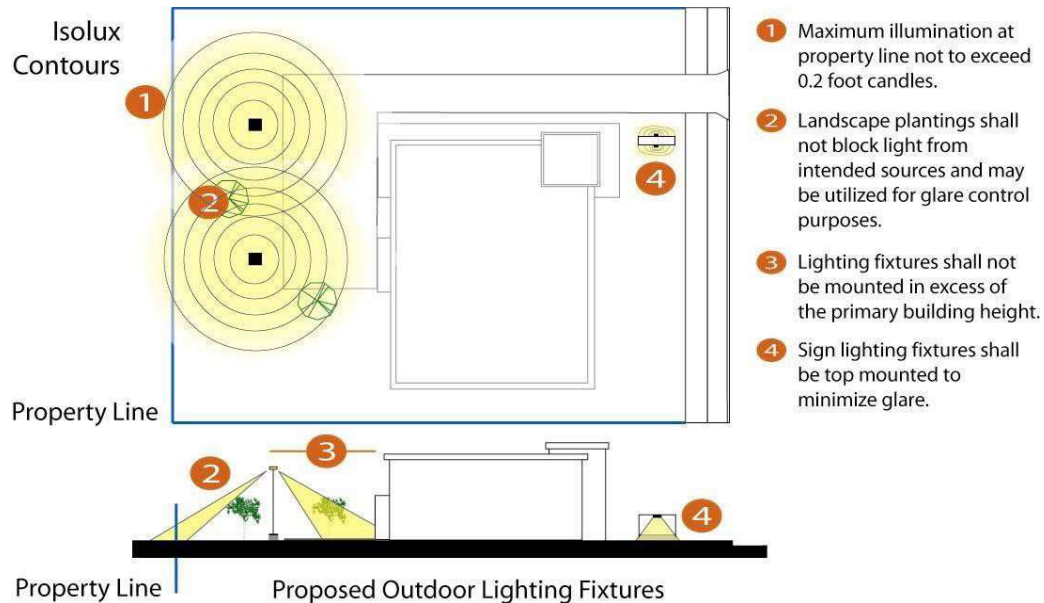 Isolux
Contours
1
2
4
Property Line
1 Maximum illumination at
property line not to exceed
0.2 foot candles.
2 Landscape plantings shall
not block light from
intended sources and may
be utilized for glare control
purposes.
3 Lighting fixtures shall not
be mounted in excess of
the primary building height.
4 Sign lighting fixtures shall
be top mounted to
minimize glare.
2
3
4
Property Line
Proposed Outdoor Lighting Fixtures